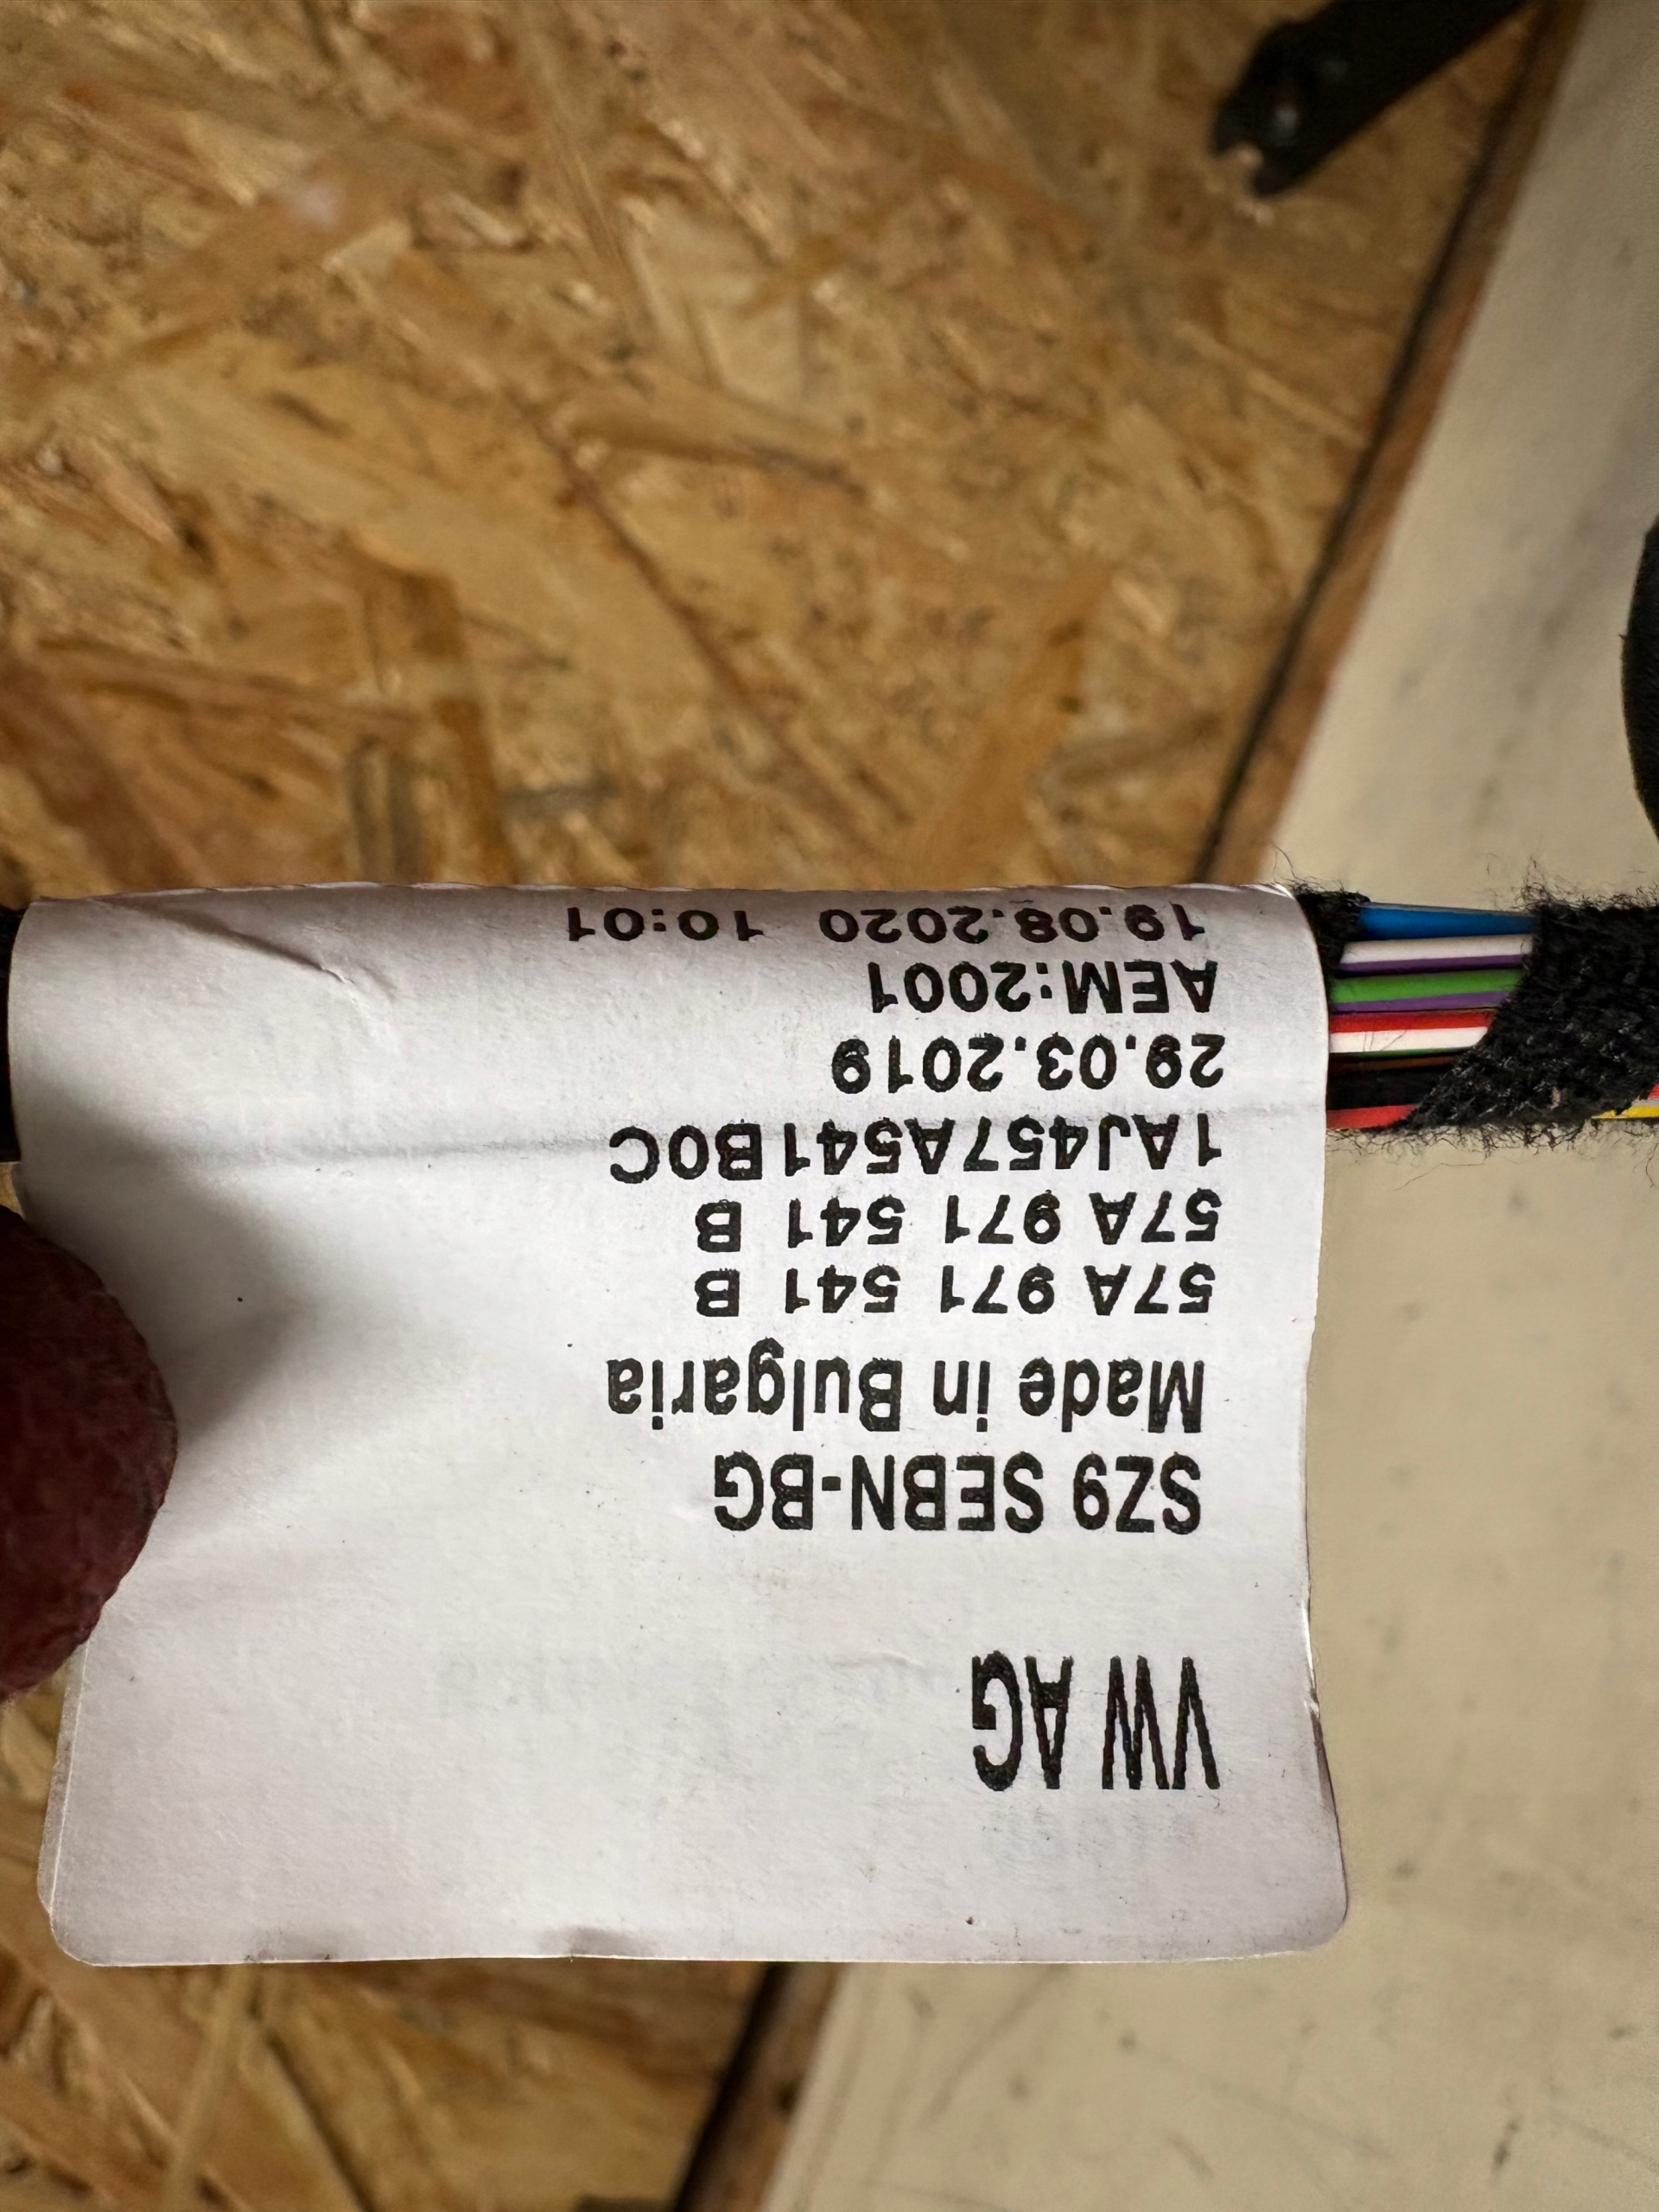 VW AG
SZ9 SEBN-BG
Made in Bulgaria
57A 971 541 B
57A 971 541 B
1AJ457A541B0C
29.03.2019
AEM:2001
19.08.2020 10:01